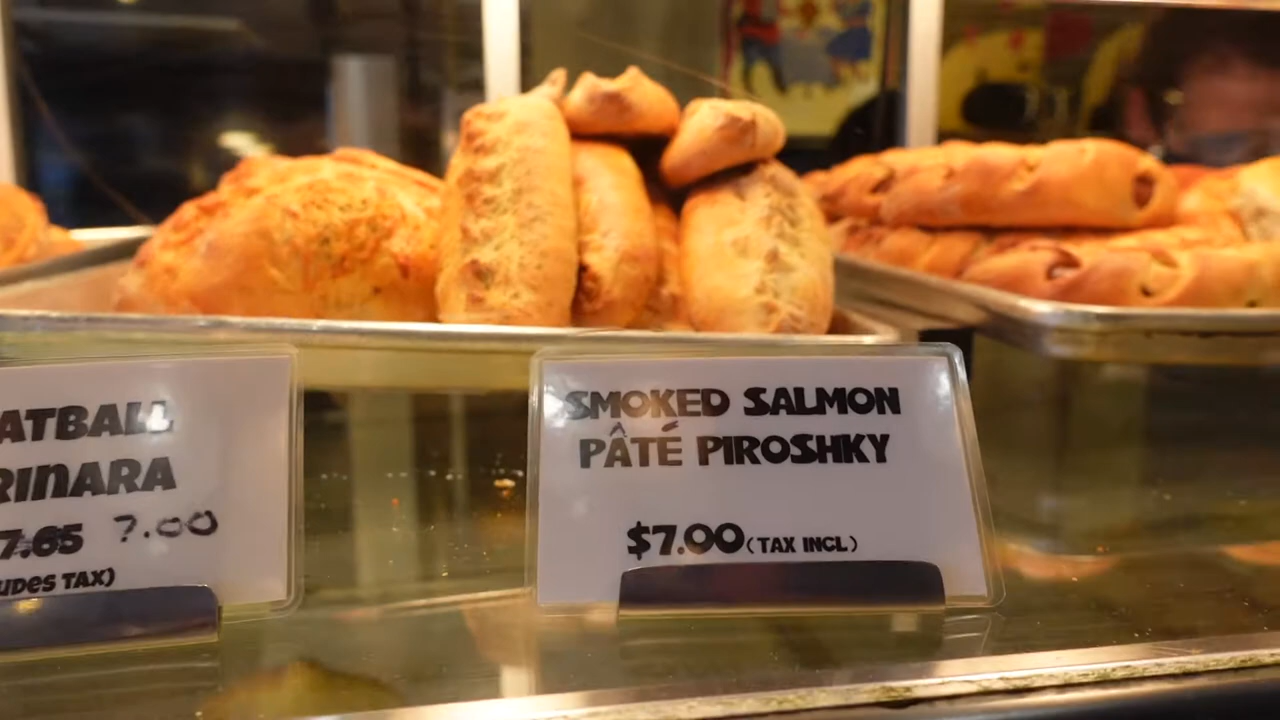 ATBALL
RINARA
7.65 7.00
UDES TAX)
SMOKED SALMON
PÂTÉ PIROSHKY
$7.00 (TAX INCL)